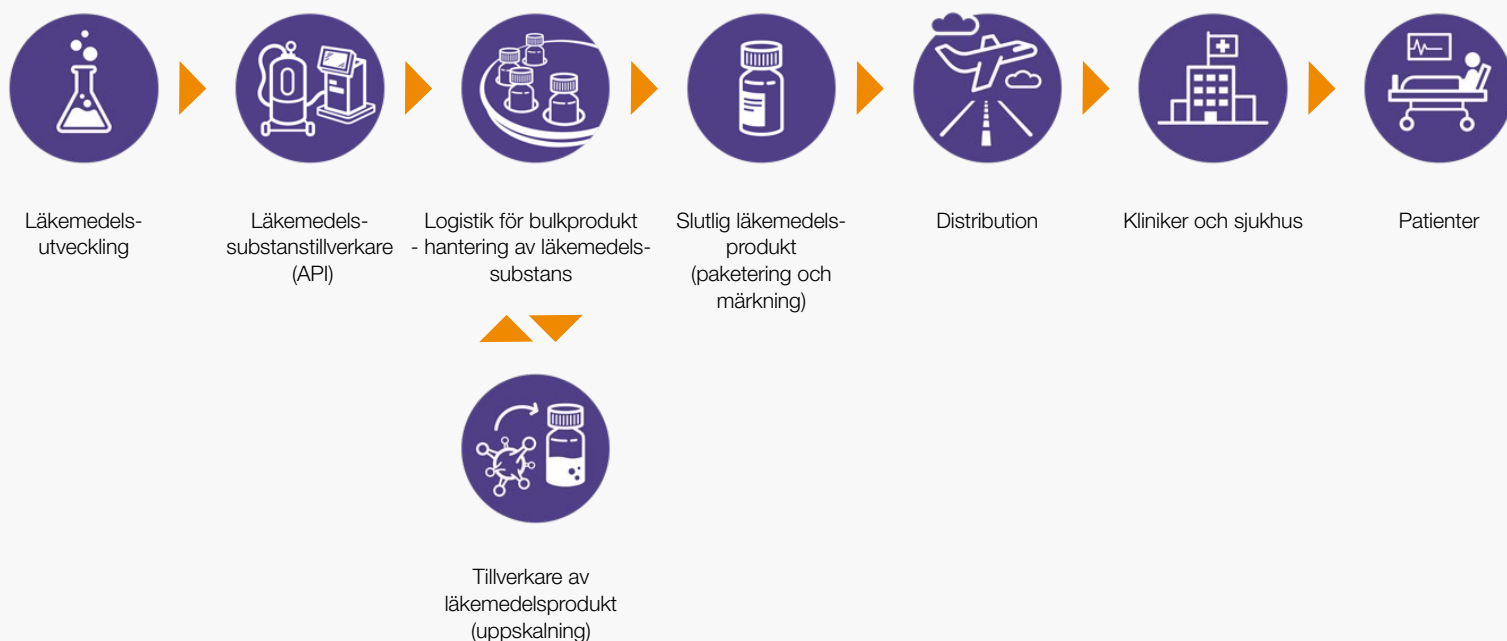 Läkemedels-
utveckling
Läkemedels-
substanstillverkare
(API)
Logistik för bulkprodukt
- hantering av läkemedels-
substans
Slutlig läkemedels-
produkt
(paketering och
märkning)
Distribution
Kliniker och sjukhus
Patienter
Tillverkare av
läkemedelsprodukt
(uppskalning)